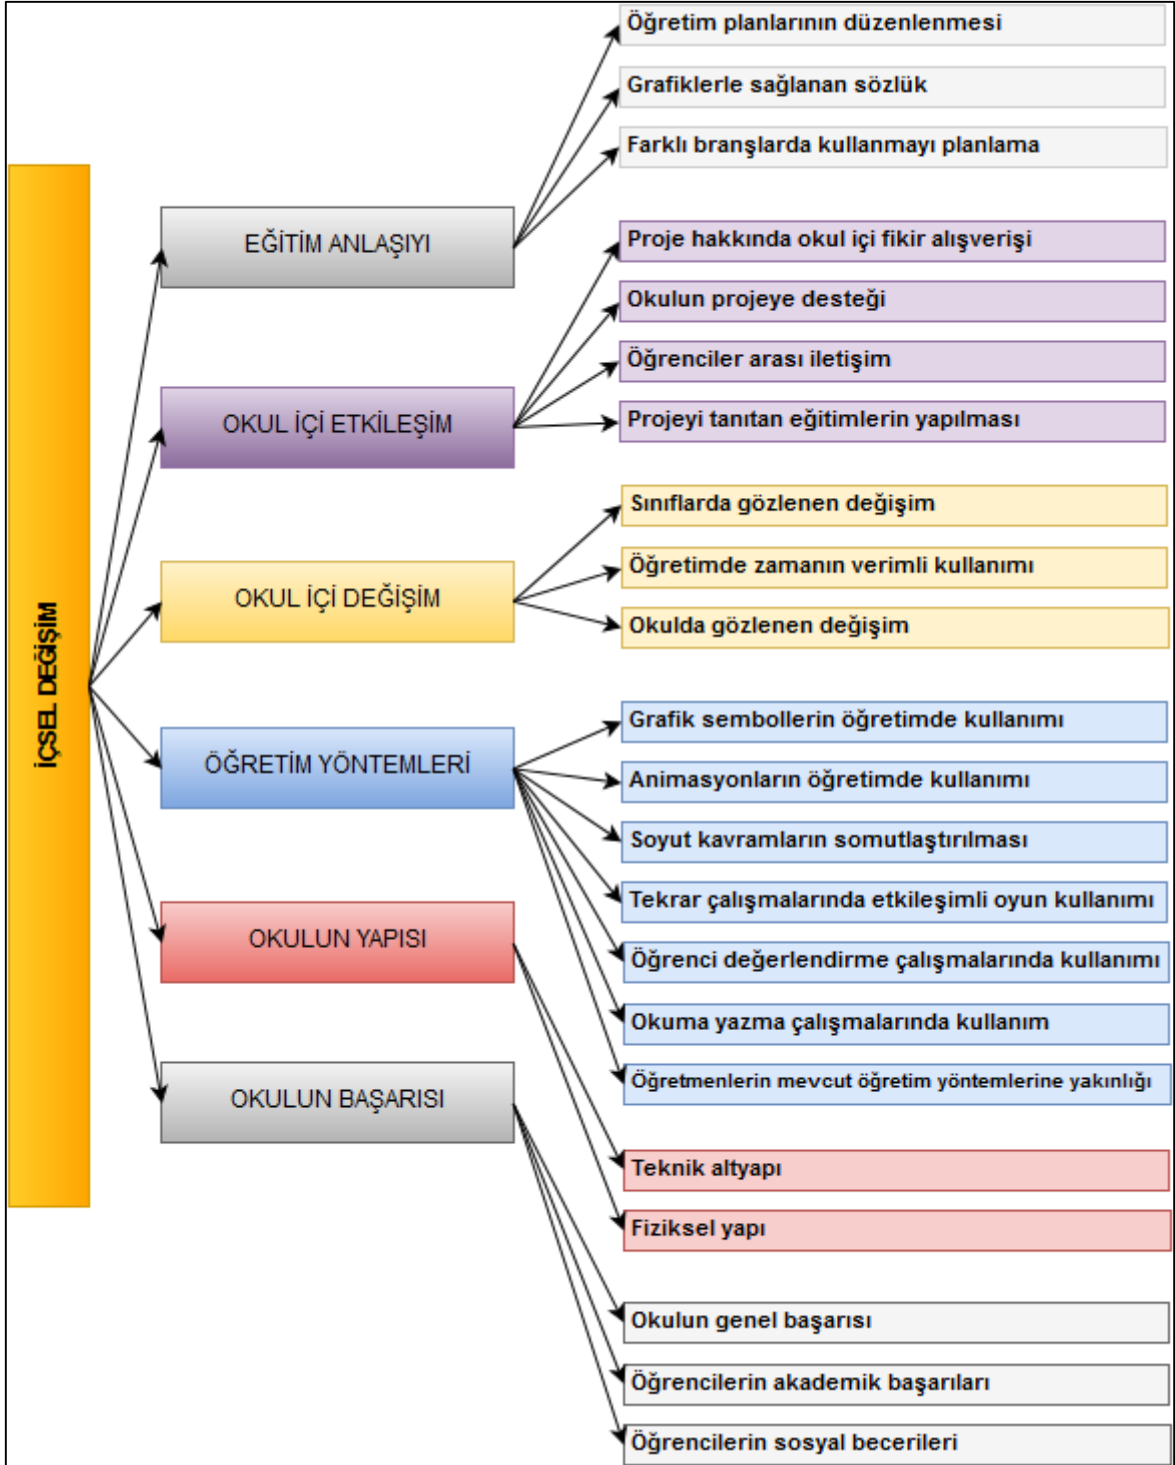 İÇSEL DEĞİŞİM
EĞİTİM ANLAŞIYI
Öğretim planlarının düzenlenmesi
Grafiklerle sağlanan sözlük
Farklı branşlarda kullanmayı planlama
OKUL İÇİ ETKİLEŞİM
Proje hakkında okul içi fikir alışverişi
Okulun projeye desteği
Öğrenciler arası iletişim
Projeyi tanıtan eğitimlerin yapılması
OKUL İÇİ DEĞİŞİM
Sınıflarda gözlenen değişim
Öğretimde zamanın verimli kullanımı
Okulda gözlenen değişim
ÖĞRETİM YÖNTEMLERİ
Grafik sembollerin öğretimde kullanımı
Animasyonların öğretimde kullanımı
Soyut kavramların somutlaştırılması
Tekrar çalışmalarında etkileşimli oyun kullanımı
Öğrenci değerlendirme çalışmalarında kullanımı
Okuma yazma çalışmalarında kullanım
Öğretmenlerin mevcut öğretim yöntemlerine yakınlığı
OKULUN YAPISI
Teknik altyapı
Fiziksel yapı
OKULUN BAŞARISI
Okulun genel başarısı
Öğrencilerin akademik başarıları
Öğrencilerin sosyal becerileri